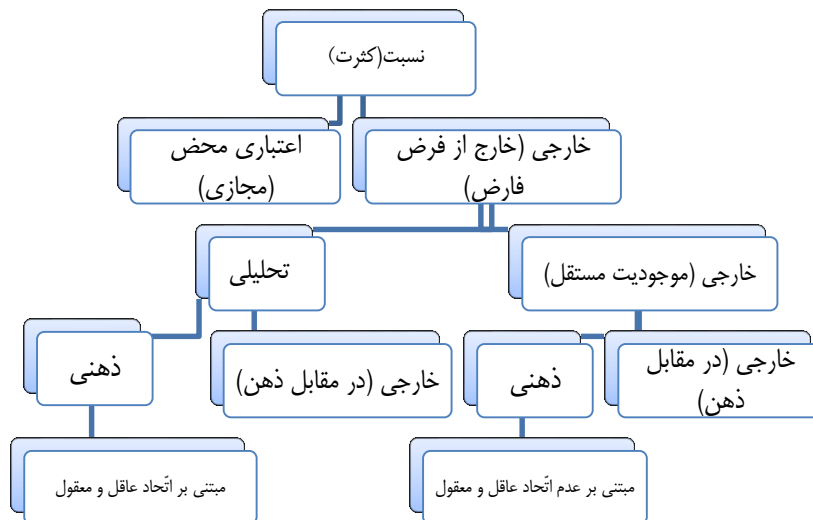 نسبت(کثرت)
خارجی (خارج از فرض
فارض)
اعتباری محض
(مجازی)
خارجی (موجودیت مستقل)
تحلیلی
خارجی (در مقابل
ذهن)
ذهنی
خارجی (در مقابل ذهن)
ذهنی
مبتنی بر عدم اتّحاد عاقل و معقول
مبتنی بر اتّحاد عاقل و معقول